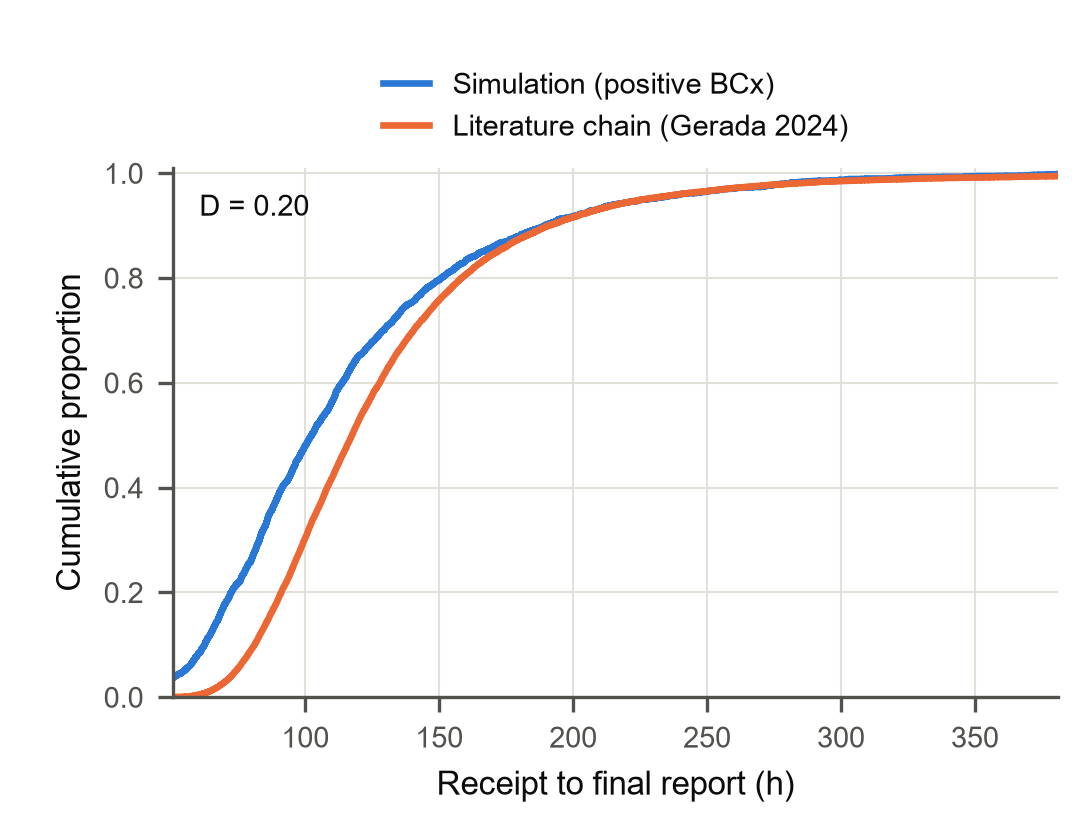 Simulation (positive BCx)
Literature chain (Gerada 2024)
1.0
D = 0.20
0.8
0.6
0.4
0.2
0.0
Cumulative proportion
100 150 200 250 300 350
Receipt to final report (h)